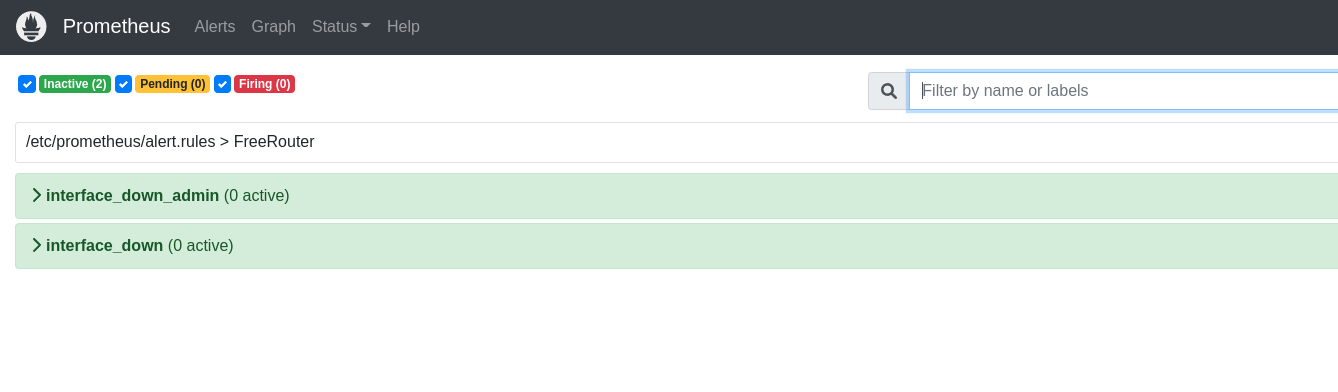 Prometheus Alerts Graph Status Help
Inactive (2) Pending (0) Firing (0) Filter by name or labels
/etc/prometheus/alert.rules > FreeRouter
interface_down_admin (0 active)
interface_down (0 active)